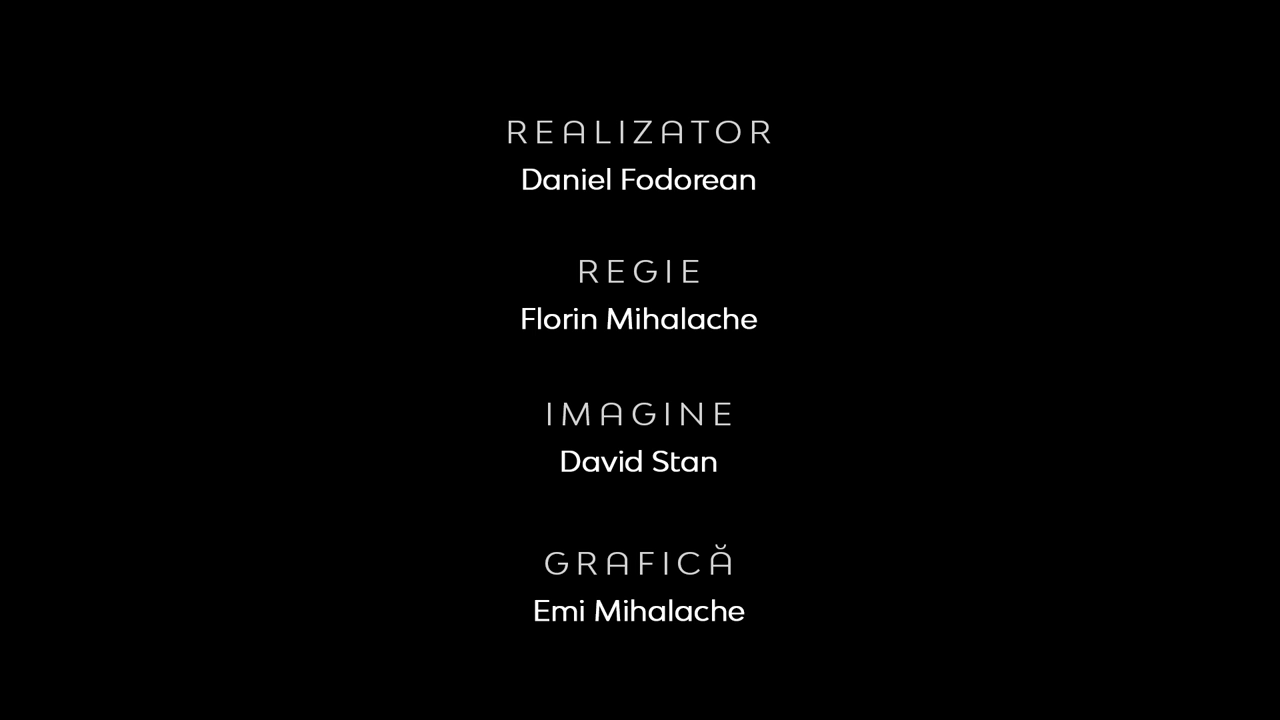 REALIZATOR
Daniel Fodorean
REGIE
Florin Mihalache
IMAGINE
David Stan
GRAFICĂ
Emi Mihalache